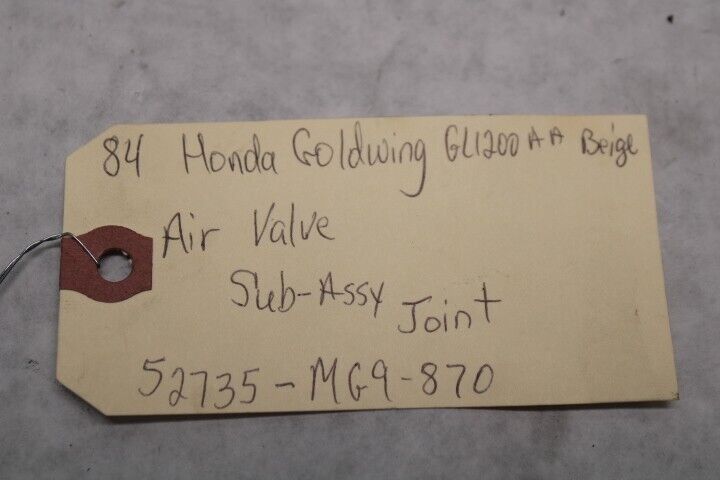 84 Honda Goldwing GL1200 AA Beige
Air Valve
Sub-Assy Joint
52735-MG9-870